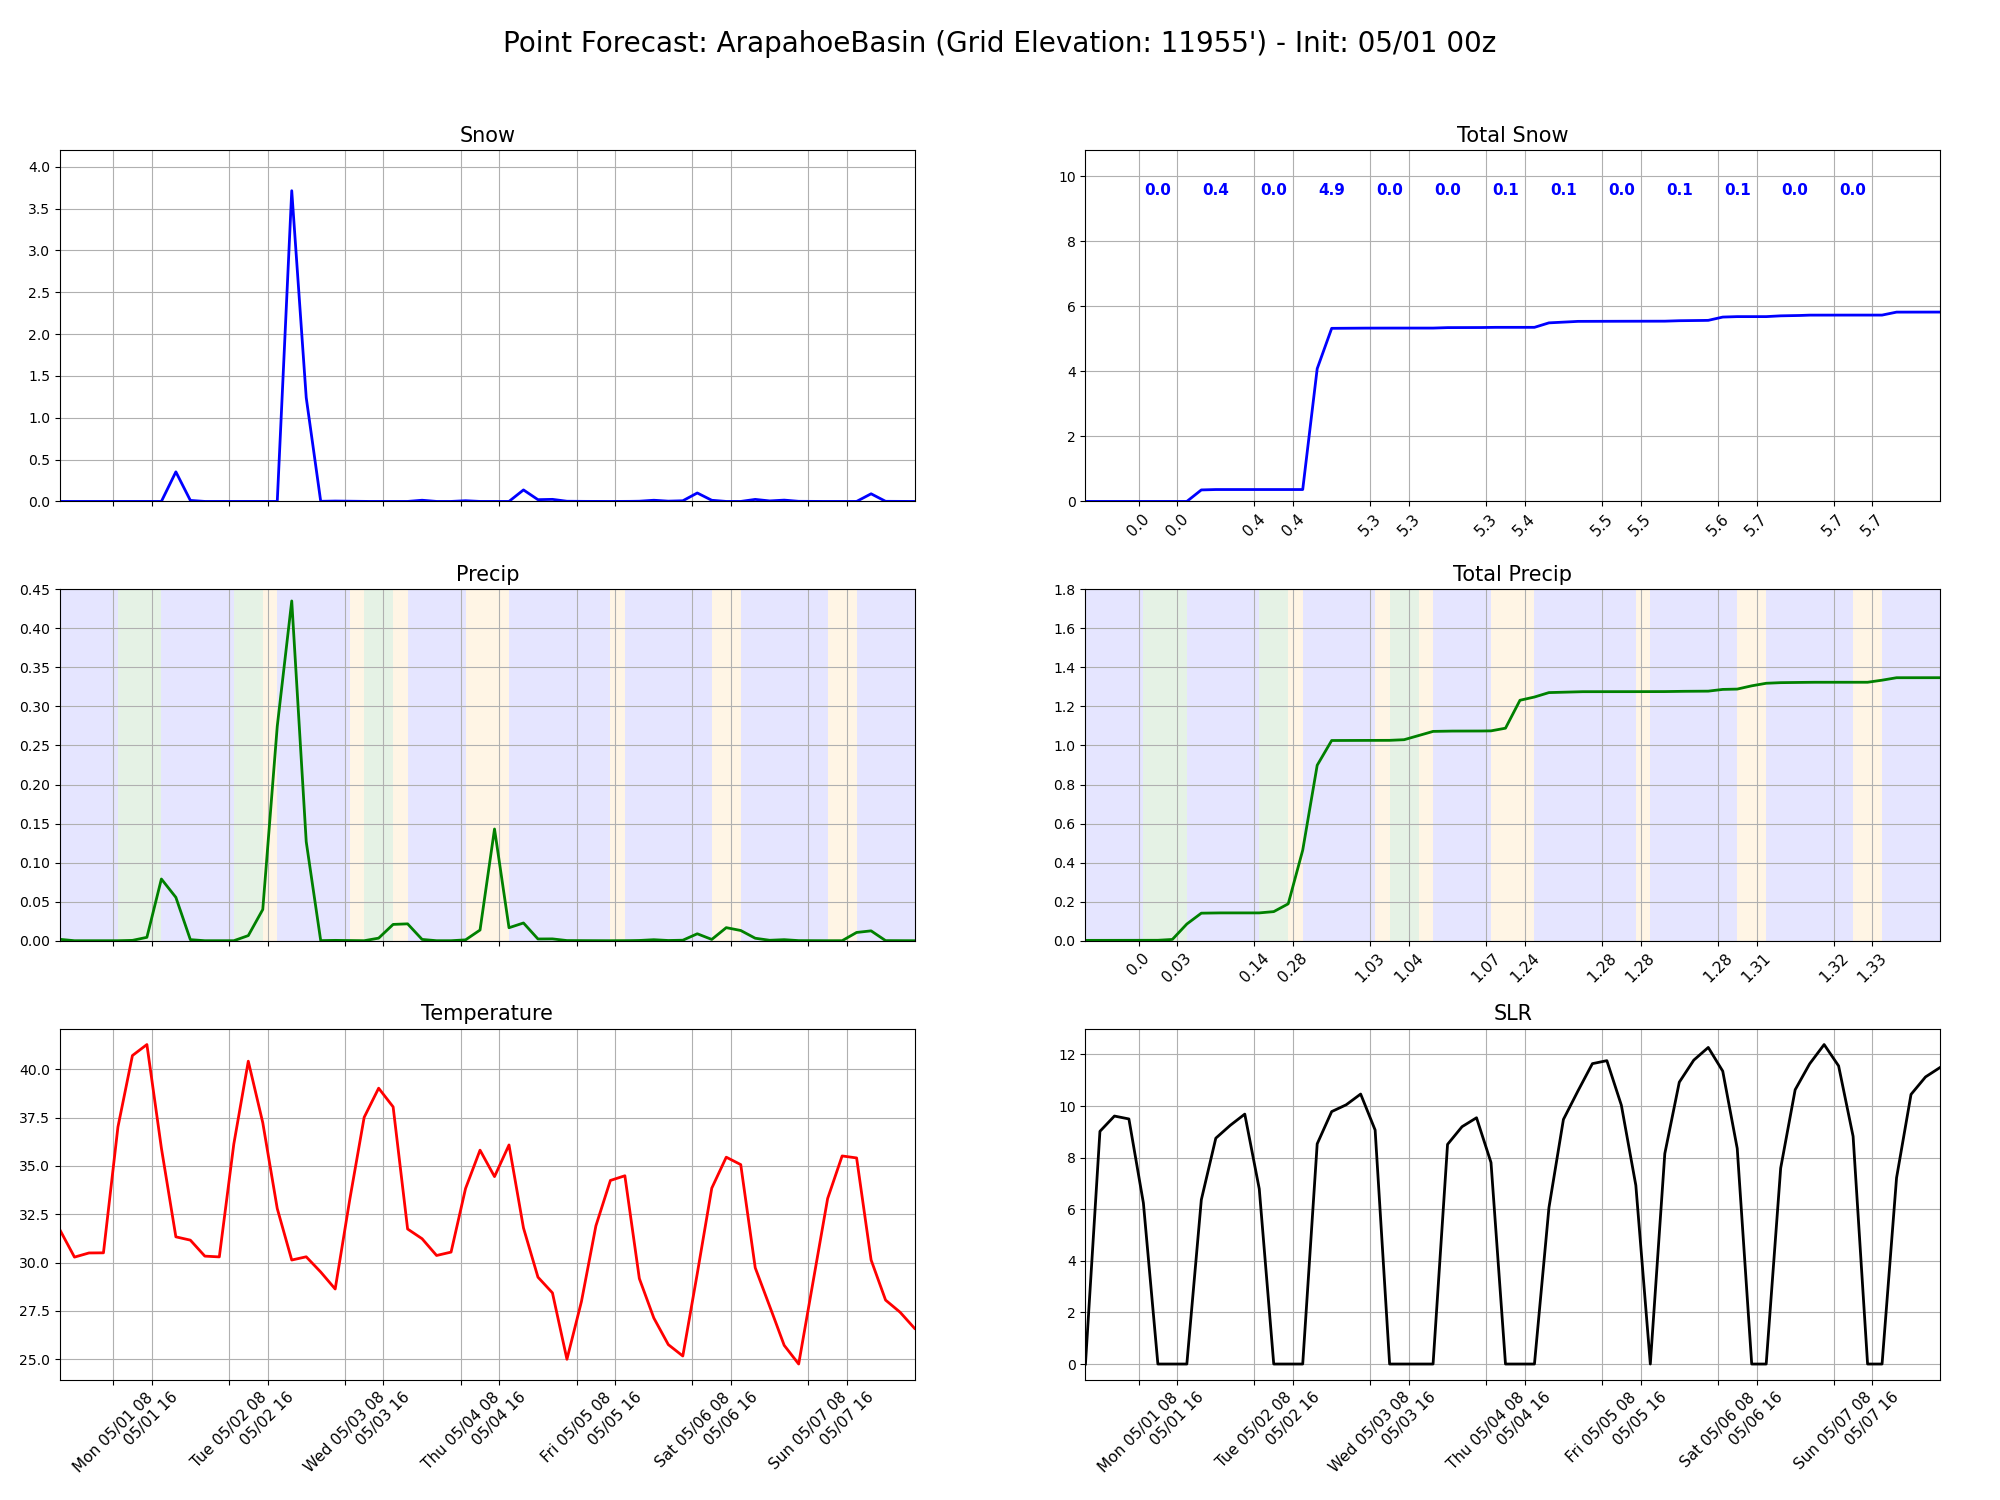 Point Forecast: ArapahoeBasin (Grid Elevation: 11955') - Init: 05/01 00z
Snow
4.0
3.5
3.0
2.5
2.0
1.5
1.0
0.5
0.0
Total Snow
10
8
6
4
2
0
0.0 0.4 0.0 4.9 0.0 0.0 0.1 0.1 0.0 0.1 0.1 0.0 0.0
0.0 0.0 0.4 0.4 5.3 5.3 5.3 5.4 5.5 5.5 5.6 5.7 5.7 5.7
Precip
0.45
0.40
0.35
0.30
0.25
0.20
0.15
0.10
0.05
0.00
Total Precip
1.8
1.6
1.4
1.2
1.0
0.8
0.6
0.4
0.2
0.0
0.0 0.03 0.14 0.28 1.03 1.04 1.07 1.24 1.28 1.28 1.28 1.31 1.32 1.33
Temperature
40.0
37.5
35.0
32.5
30.0
27.5
25.0
Mon 05/01 08
05/01 16
Tue 05/02 08
05/02 16
Wed 05/03 08
05/03 16
Thu 05/04 08
05/04 16
Fri 05/05 08
05/05 16
Sat 05/06 08
05/06 16
Sun 05/07 08
05/07 16
SLR
12
10
8
6
4
2
0
Mon 05/01 08
05/01 16
Tue 05/02 08
05/02 16
Wed 05/03 08
05/03 16
Thu 05/04 08
05/04 16
Fri 05/05 08
05/05 16
Sat 05/06 08
05/06 16
Sun 05/07 08
05/07 16